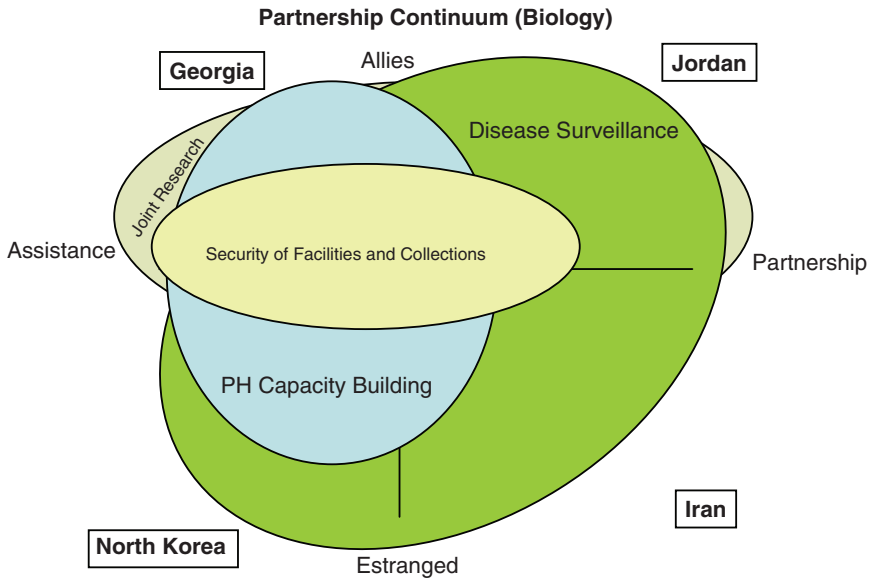 Partnership Continuum (Biology)
Georgia
Allies
Jordan
Disease Surveillance
Joint Research
Assistance
Security of Facilities and Collections
Partnership
PH Capacity Building
Iran
North Korea
Estranged